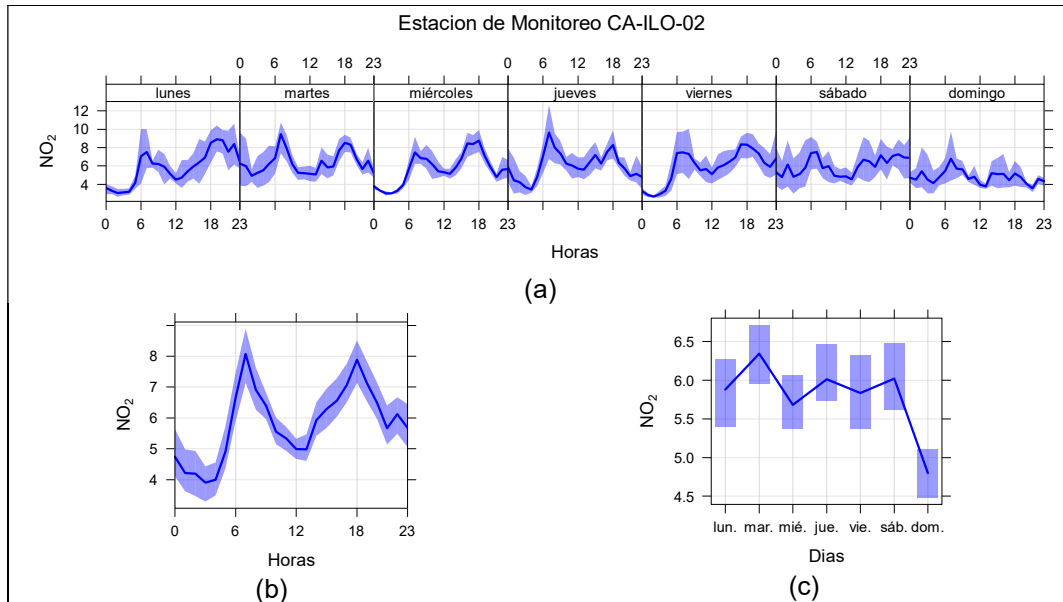 Estacion de Monitoreo CA-ILO-02
0 6 12 18 23 0 6 12 18 23 0 6 12 18 23
lunes martes miércoles jueves viernes sábado domingo
12
10
8
6
4
NO₂
0 6 12 18 23 0 6 12 18 23 0 6 12 18 23 0 6 12 18 23
Horas
(a)
8
7
6
5
4
NO₂
0 6 12 18 23
Horas
(b)
6.5
6.0
5.5
5.0
4.5
NO₂
lun. mar. mié. jue. vie. sáb. dom.
Dias
(c)